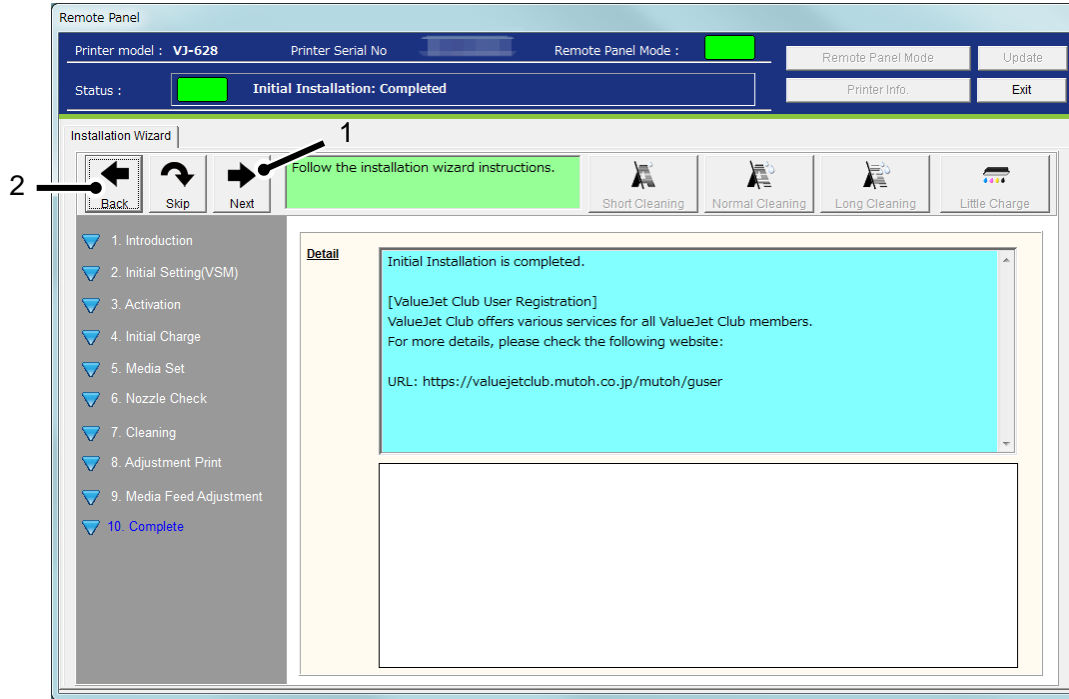 Remote Panel
Printer model : VJ-628 Printer Serial No Remote Panel Mode : Remote Panel Mode Update
Status : Initial Installation: Completed Printer Info. Exit
Installation Wizard
1
2
Back Skip Next Follow the installation wizard instructions. Short Cleaning Normal Cleaning Long Cleaning Little Charge
1. Introduction
2. Initial Setting(VSM)
3. Activation
4. Initial Charge
5. Media Set
6. Nozzle Check
7. Cleaning
8. Adjustment Print
9. Media Feed Adjustment
10. Complete
Detail
Initial Installation is completed.
[ValueJet Club User Registration]
ValueJet Club offers various services for all ValueJet Club members.
For more details, please check the following website:
URL: https://valuejetclub.mutoh.co.jp/mutoh/guser